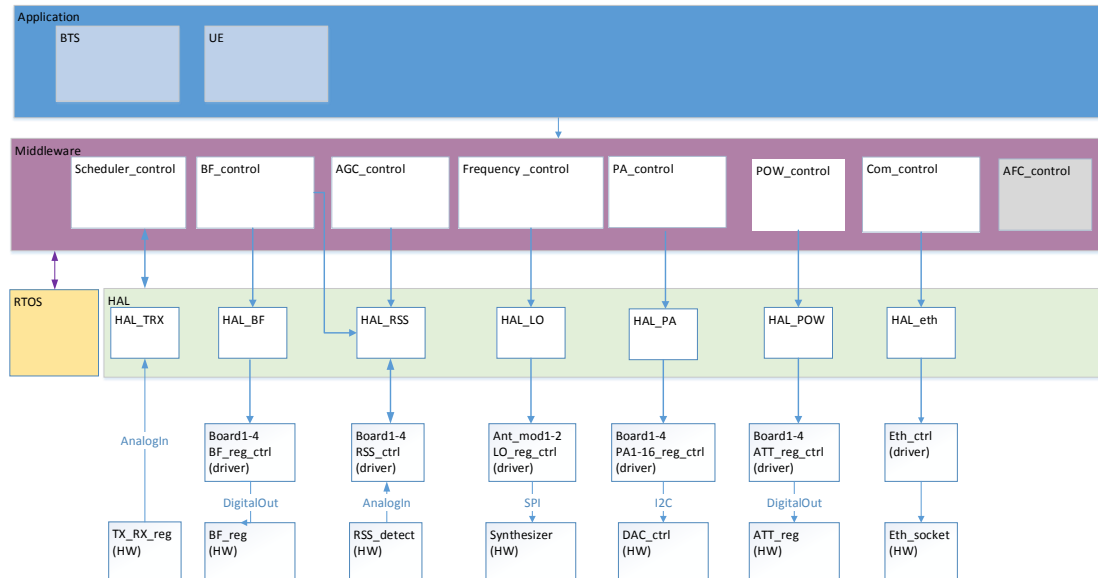 Application
BTS
UE
Middleware
Scheduler_control
BF_control
AGC_control
Frequency _control
PA_control
POW_control
Com_control
AFC_control
RTOS
HAL
HAL_TRX
HAL_BF
HAL_RSS
HAL_LO
HAL_PA
HAL_POW
HAL_eth
AnalogIn
Board1-4
BF_reg_ctrl
(driver)
Board1-4
RSS_ctrl
(driver)
Ant_mod1-2
LO_reg_ctrl
(driver)
Board1-4
PA1-16_reg_ctrl
(driver)
Board1-4
ATT_reg_ctrl
(driver)
Eth_ctrl
(driver)
DigitalOut
AnalogIn
SPI
I2C
DigitalOut
TX_RX_reg
(HW)
BF_reg
(HW)
RSS_detect
(HW)
Synthesizer
(HW)
DAC_ctrl
(HW)
ATT_reg
(HW)
Eth_socket
(HW)